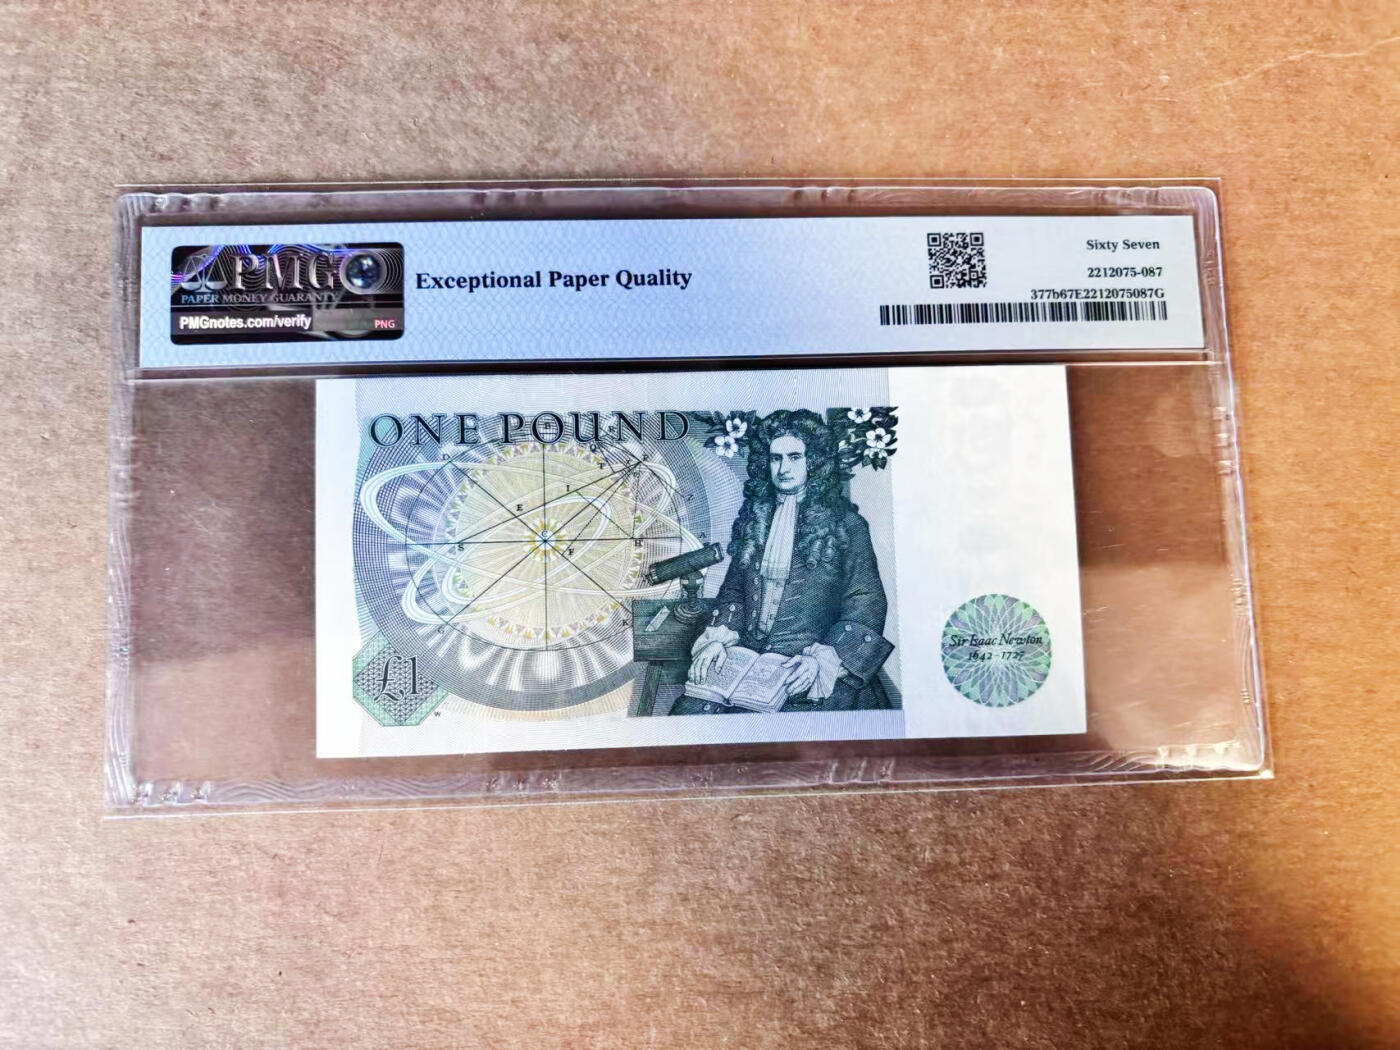 PMG
PAPER MONEY GUARANTY
PMGnotes.com/verify
PNG
Exceptional Paper Quality
Sixty Seven
2212075-087
377b67E2212075087G
ONE POUND
D
P
T
I
Z
E
C
S
F
H
A
G
K
£1
W
Sir Isaac Newton
1642-1727